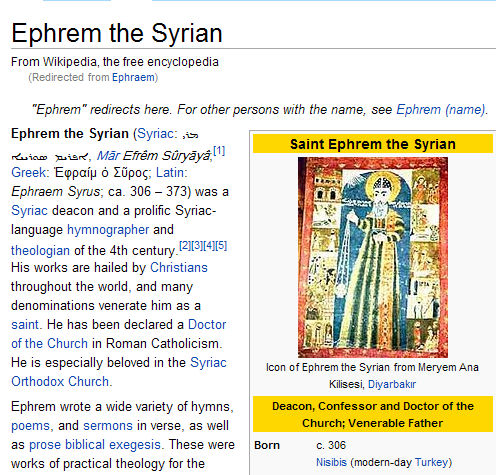 Ephrem the Syrian
From Wikipedia, the free encyclopedia
(Redirected from Ephraem)
"Ephrem" redirects here. For other persons with the name, see Ephrem (name).
Ephrem the Syrian (Syriac:
, Mār Efrêm Sûryāyâ;[1]
Greek: Ἐφραίμ ὁ Σῦρος; Latin:
Ephraem Syrus; ca. 306 – 373) was a
Syriac deacon and a prolific Syriac-
language hymnographer and
theologian of the 4th century.[2][3][4][5]
His works are hailed by Christians
throughout the world, and many
denominations venerate him as a
saint. He has been declared a Doctor
of the Church in Roman Catholicism.
He is especially beloved in the Syriac
Orthodox Church.
Ephrem wrote a wide variety of hymns,
poems, and sermons in verse, as well
as prose biblical exegesis. These were
works of practical theology for the
Saint Ephrem the Syrian
Icon of Ephrem the Syrian from Meryem Ana
Kilisesi, Diyarbakır
Deacon, Confessor and Doctor of the
Church; Venerable Father
Born c. 306
Nisibis (modern-day Turkey)